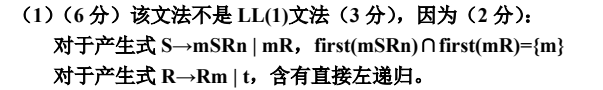 （1）（6 分）该文法不是 LL(1)文法（3 分），因为（2 分）：
对于产生式 S→mSRn | mR，first(mSRn)∩first(mR)={m}
对于产生式 R→Rm | t，含有直接左递归。